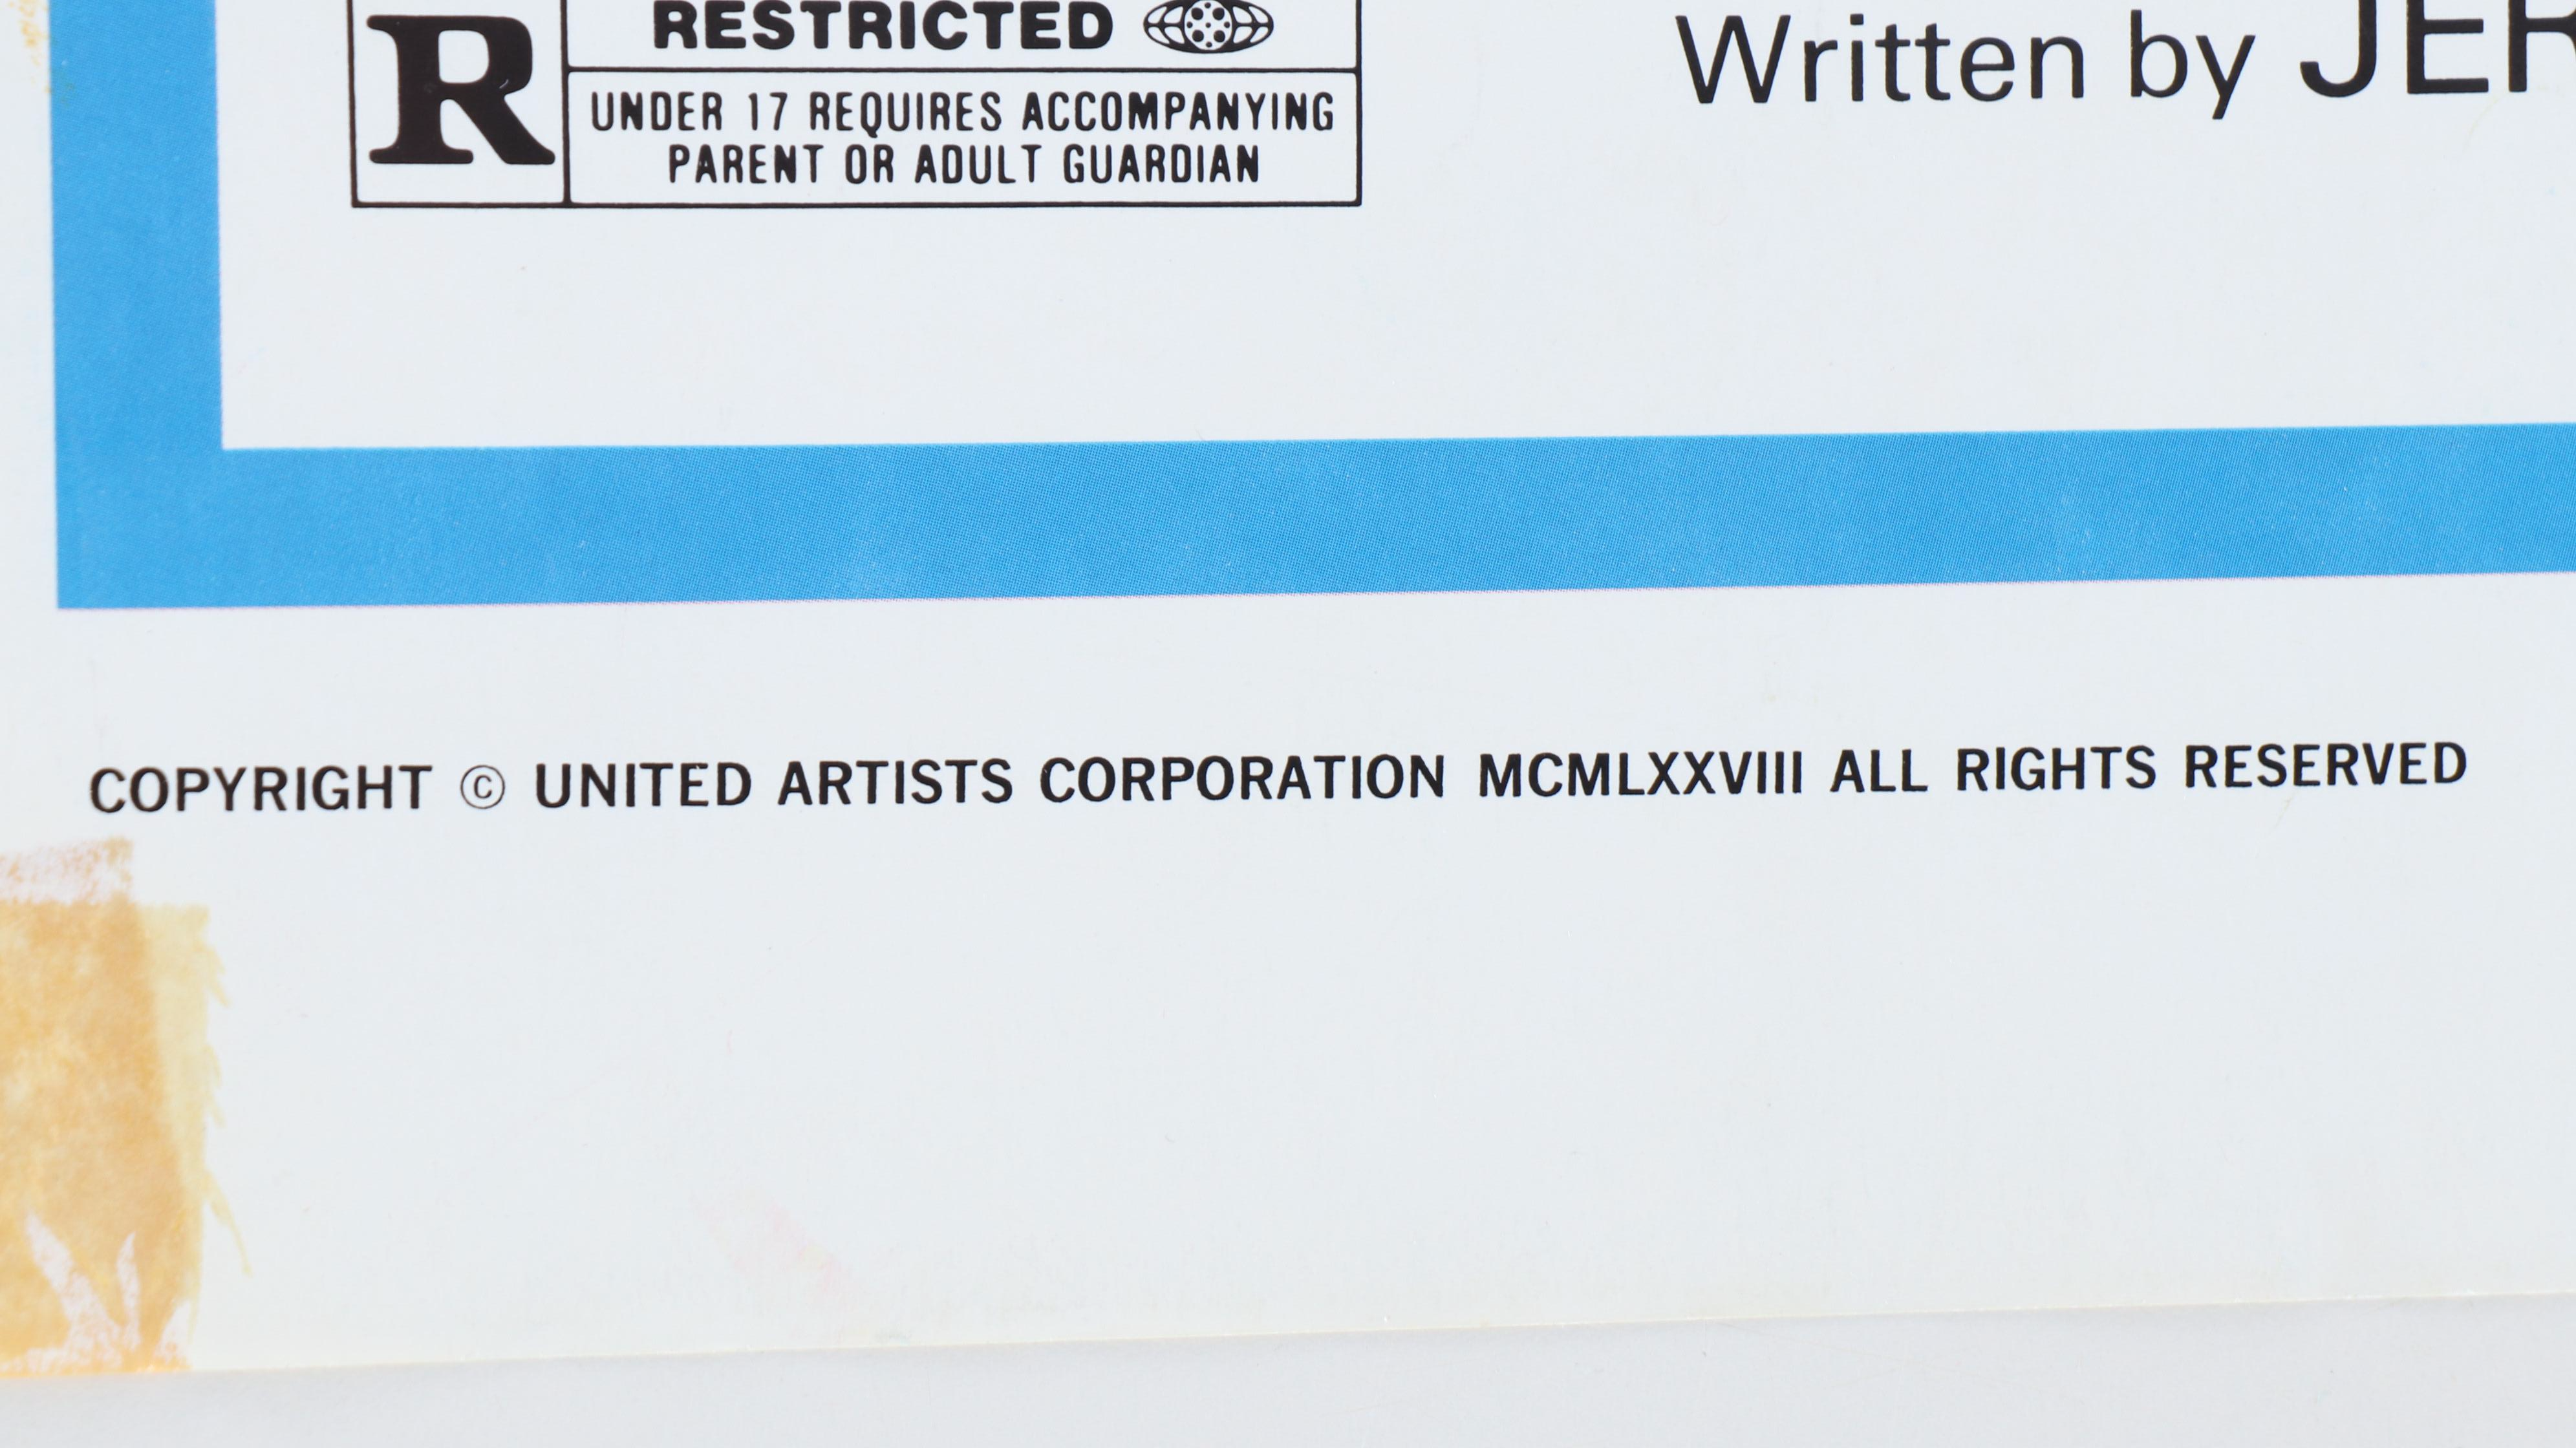 R
RESTRICTED
UNDER 17 REQUIRES ACCOMPANYING
PARENT OR ADULT GUARDIAN
Written by
COPYRIGHT © UNITED ARTISTS CORPORATION MCMLXXVIII ALL RIGHTS RESERVED